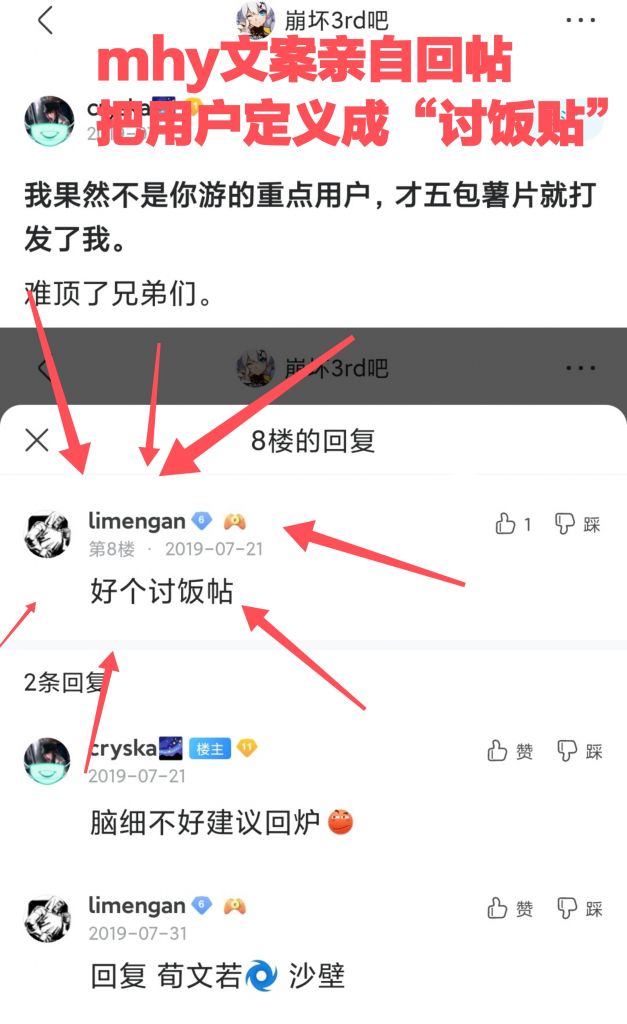 崩坏3rd吧
mhy文案亲自回帖
cryska
把用户定义成“讨饭贴”
我果然不是你游的重点用户，才五包薯片就打
发了我。
难顶了兄弟们。
崩坏3rd吧
8楼的回复
limengan 6
1 踩
第8楼 · 2019-07-21
好个讨饭帖
2条回复
cryska 楼主 11
赞 踩
2019-07-21
脑细不好建议回炉
limengan 6
赞 踩
2019-07-31
回复 荀文若 沙壁